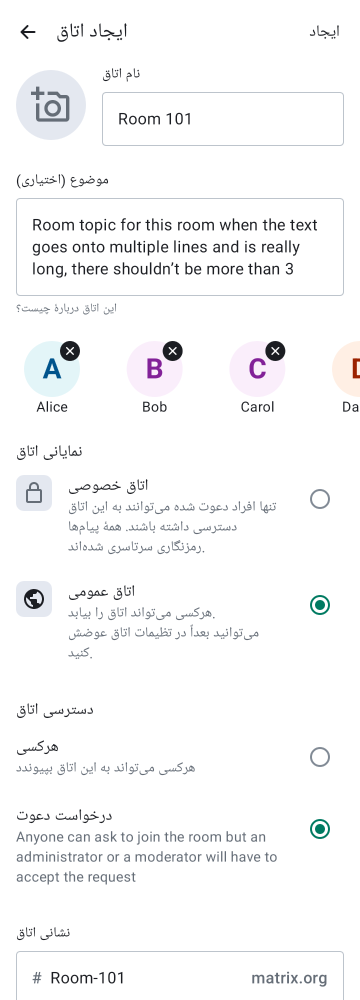 ایجاد اتاق
ایجاد
نام اتاق
Room 101
موضوع (اختیاری)
Room topic for this room when the text
goes onto multiple lines and is really
long, there shouldn’t be more than 3
این اتاق دربارهٔ چیست؟
A
B
C
D
Alice
Bob
Carol
Da
نمایانی اتاق
اتاق خصوصی
تنها افراد دعوت شده می‌توانند به این اتاق
دسترسی داشته باشند. همهٔ پیام‌ها
رمزنگاری سرتاسری شده‌اند.
اتاق عمومی
هرکسی می‌تواند اتاق را بیابد.
می‌توانید بعداً در تظیمات اتاق عوضش
کنید.
دسترسی اتاق
هرکسی
هرکسی می‌تواند به این اتاق بپیوندد
درخواست دعوت
Anyone can ask to join the room but an
administrator or a moderator will have to
accept the request
نشانی اتاق
# Room-101 matrix.org